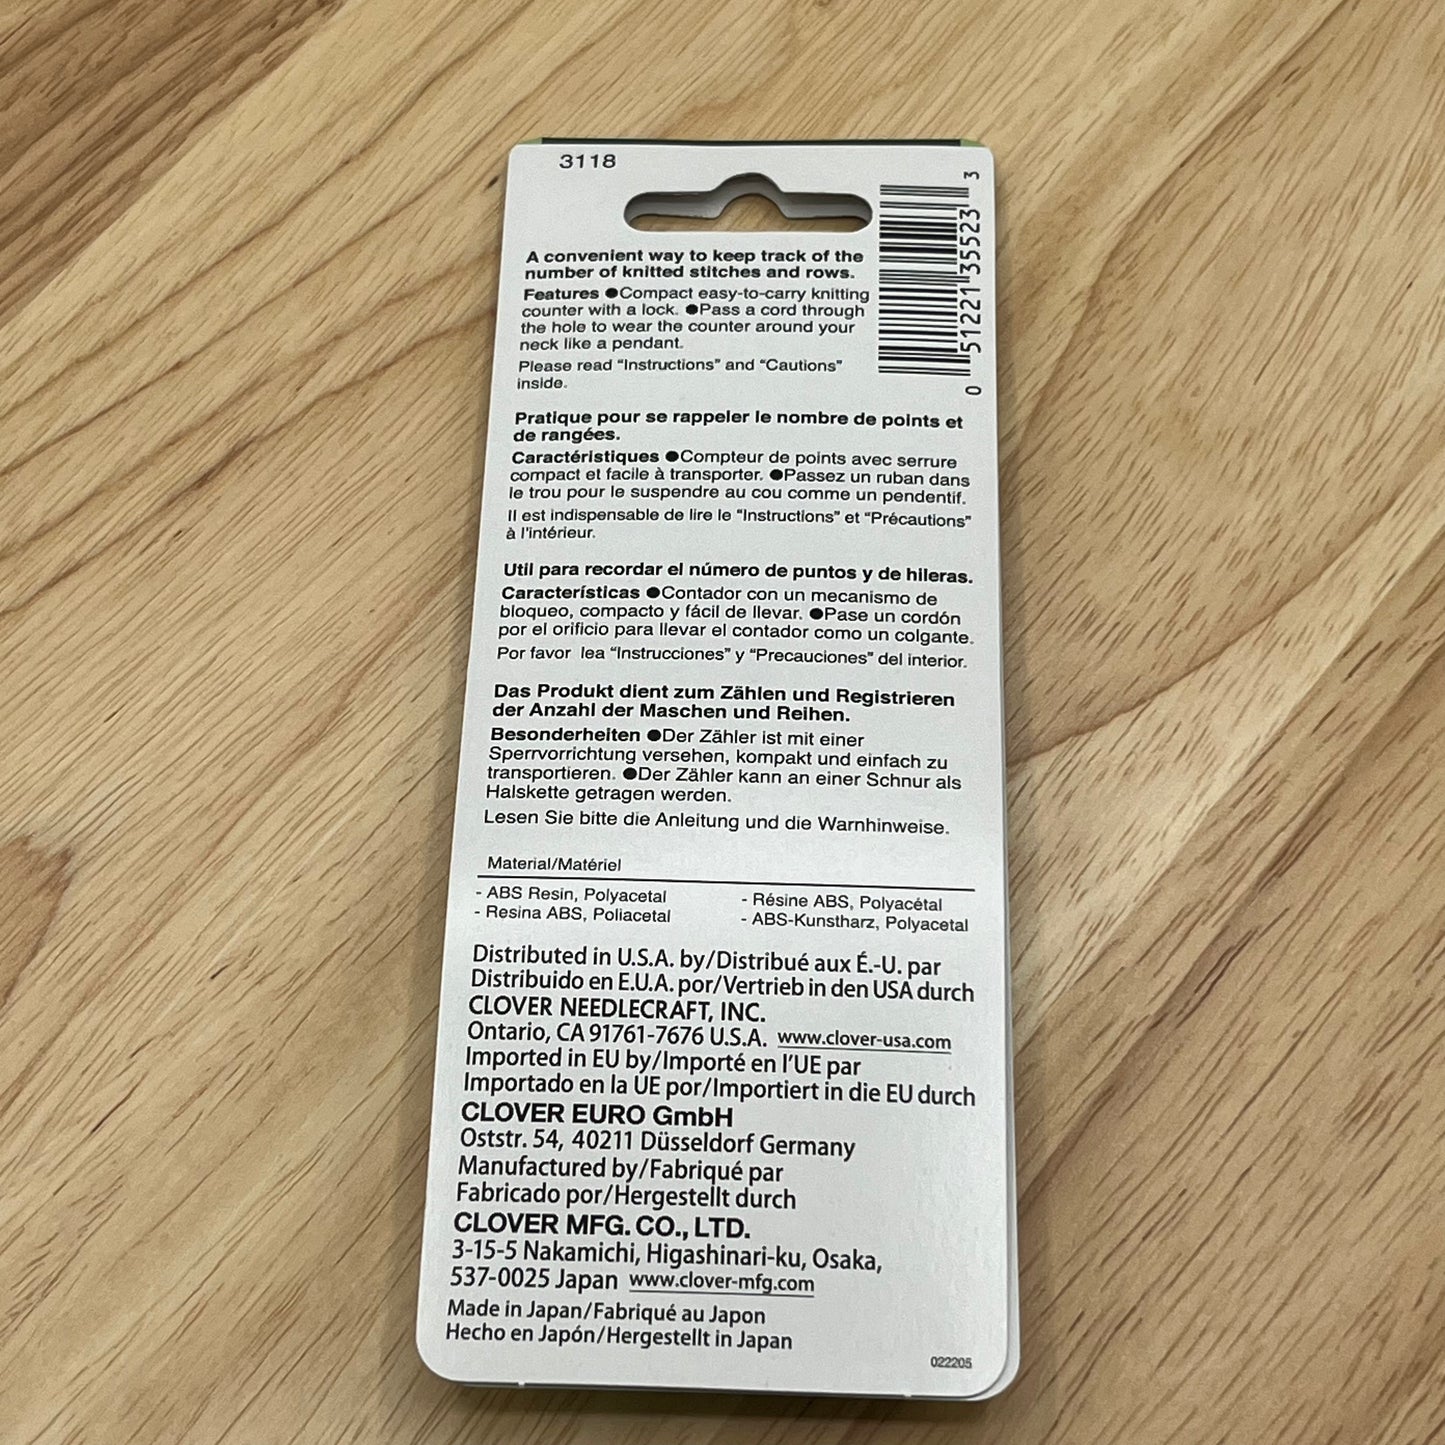 3118
0 51221 35523 3
A convenient way to keep track of the
number of knitted stitches and rows.
Features ●Compact easy-to-carry knitting
counter with a lock. ●Pass a cord through
the hole to wear the counter around your
neck like a pendant.
Please read “Instructions” and “Cautions”
inside.
Pratique pour se rappeler le nombre de points et
de rangées.
Caractéristiques ●Compteur de points avec serrure
compact et facile à transporter. ●Passez un ruban dans
le trou pour le suspendre au cou comme un pendentif.
Il est indispensable de lire le “Instructions” et “Précautions”
à l'intérieur.
Util para recordar el número de puntos y de hileras.
Características ●Contador con un mecanismo de
bloqueo, compacto y fácil de llevar. ●Pase un cordón
por el orificio para llevar el contador como un colgante.
Por favor lea “Instrucciones” y “Precauciones” del interior.
Das Produkt dient zum Zählen und Registrieren
der Anzahl der Maschen und Reihen.
Besonderheiten ●Der Zähler ist mit einer
Sperrvorrichtung versehen, kompakt und einfach zu
transportieren. ●Der Zähler kann an einer Schnur als
Halskette getragen werden.
Lesen Sie bitte die Anleitung und die Warnhinweise.
Material/Matériel
- ABS Resin, Polyacetal - Résine ABS, Polyacétal
- Resina ABS, Poliacetal - ABS-Kunstharz, Polyacetal
Distributed in U.S.A. by/Distribué aux É.-U. par
Distribuido en E.U.A. por/Vertrieb in den USA durch
CLOVER NEEDLECRAFT, INC.
Ontario, CA 91761-7676 U.S.A. www.clover-usa.com
Imported in EU by/Importé en l’UE par
Importado en la UE por/Importiert in die EU durch
CLOVER EURO GmbH
Oststr. 54, 40211 Düsseldorf Germany
Manufactured by/Fabriqué par
Fabricado por/Hergestellt durch
CLOVER MFG. CO., LTD.
3-15-5 Nakamichi, Higashinari-ku, Osaka,
537-0025 Japan www.clover-mfg.com
Made in Japan/Fabriqué au Japon
Hecho en Japón/Hergestellt in Japan
022205